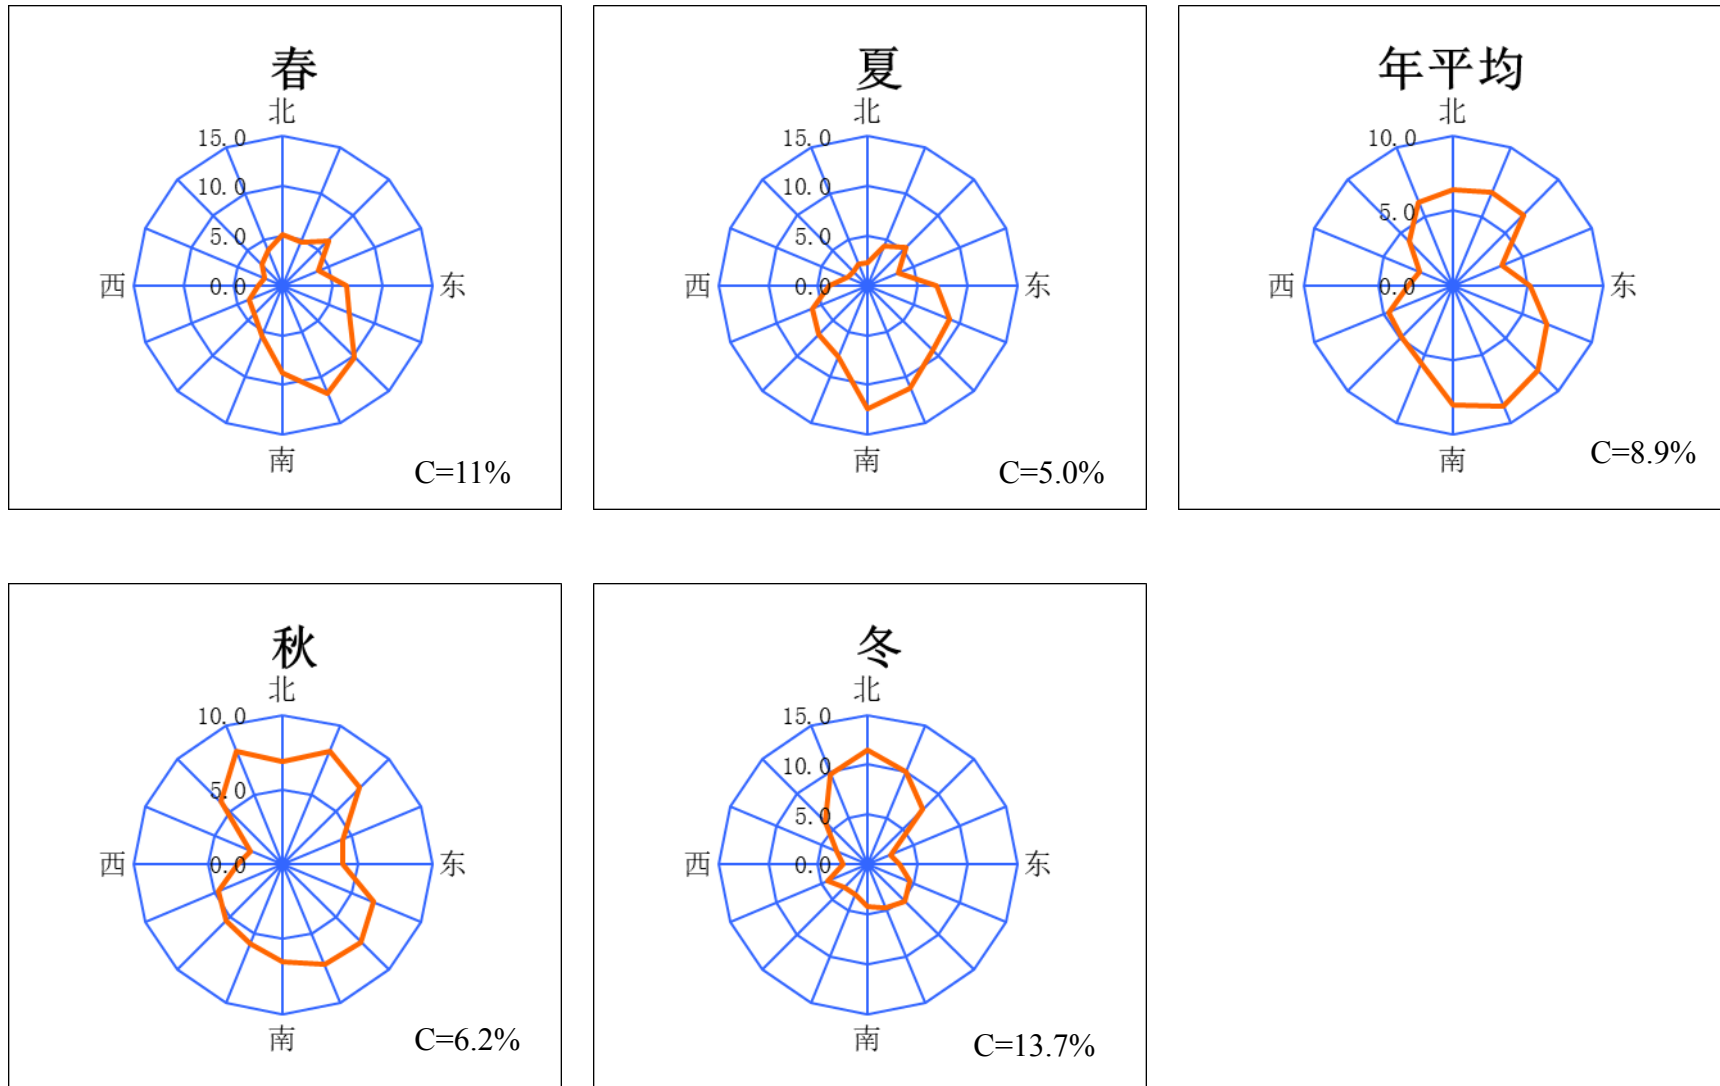 春
北
15.0
10.0
5.0
西 0.0 东
南
C=11%
夏
北
15.0
10.0
5.0
西 0.0 东
南
C=5.0%
年平均
北
10.0
5.0
西 0.0 东
南
C=8.9%
秋
北
10.0
5.0
西 0.0 东
南
C=6.2%
冬
北
15.0
10.0
5.0
西 0.0 东
南
C=13.7%